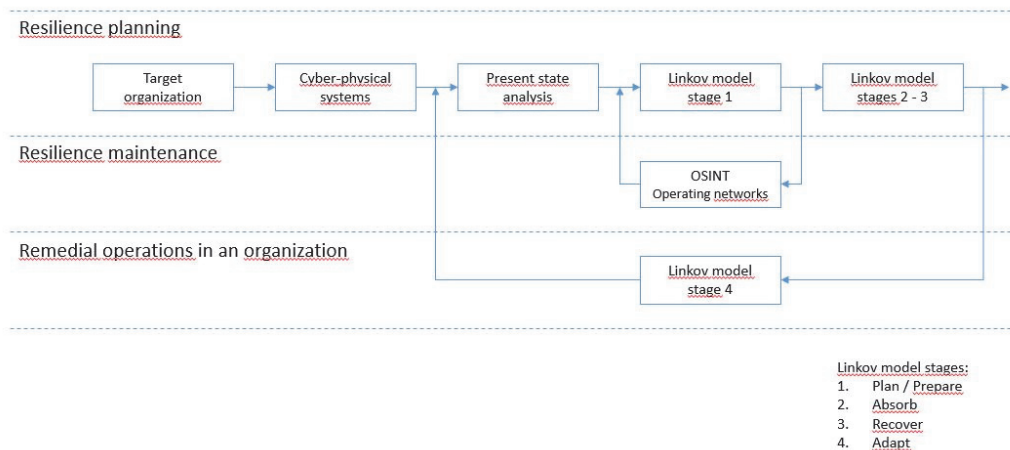 Resilience planning
Target
organization
Cyber-physical
systems
Present state
analysis
Linkov model
stage 1
Linkov model
stages 2 - 3
Resilience maintenance
OSINT
Operating networks
Remedial operations in an organization
Linkov model
stage 4
Linkov model stages:
1. Plan / Prepare
2. Absorb
3. Recover
4. Adapt